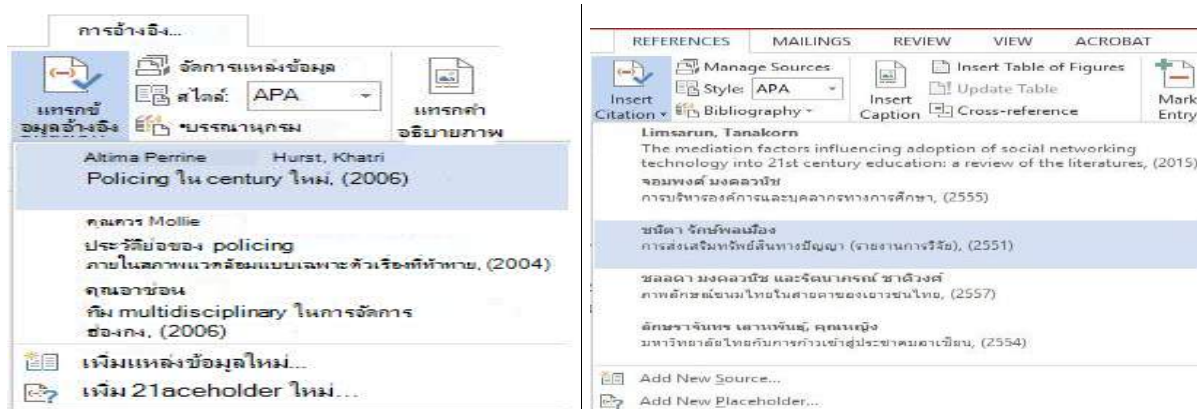 การอ้างอิง...
จัดการแหล่งข้อมูล
สไตล์: APA
แทรกข้
อมูลอ้างอิง
บรรณานุกรม
แทรกคำ
อธิบายภาพ
Altima Perrine Hurst, Khatri
Policing ใน century ใหม่, (2006)
คุณควร Mollie
ประวัติย่อของ policing
ภายในสภาพแวดล้อมแบบเฉพาะตัวเรื่องที่ท้าทาย, (2004)
คุณอาช่อน
ทีม multidisciplinary ในการจัดการ
ฮ่องกง, (2006)
เพิ่มแหล่งข้อมูลใหม่...
เพิ่ม 21aceholder ใหม่...
REFERENCES MAILINGS REVIEW VIEW ACROBAT
Manage Sources
Style: APA
Bibliography
Insert
Citation
Insert
Caption
Insert Table of Figures
Update Table
Cross-reference
Mark
Entry
Limsarun, Tanakorn
The mediation factors influencing adoption of social networking
technology into 21st century education: a review of the literatures, (2015)
จอมพงศ์ มงคลวนิช
การบริหารองค์การและบุคลากรทางการศึกษา, (2555)
ชนิดา รักษ์พลเมือง
การส่งเสริมทรัพย์สินทางปัญญา (รายงานการวิจัย), (2551)
ชลลดา มงคลวนิช และรัตนาภรณ์ ชาติวงศ์
ภาพลักษณ์ขนมไทยในสายตาของเยาวชนไทย, (2557)
ลักษราจันทร เลาหพันธุ์, คุณหญิง
มหาวิทยาลัยไทยกับการก้าวเข้าสู่ประชาคมอาเซียน, (2554)
Add New Source...
Add New Placeholder...